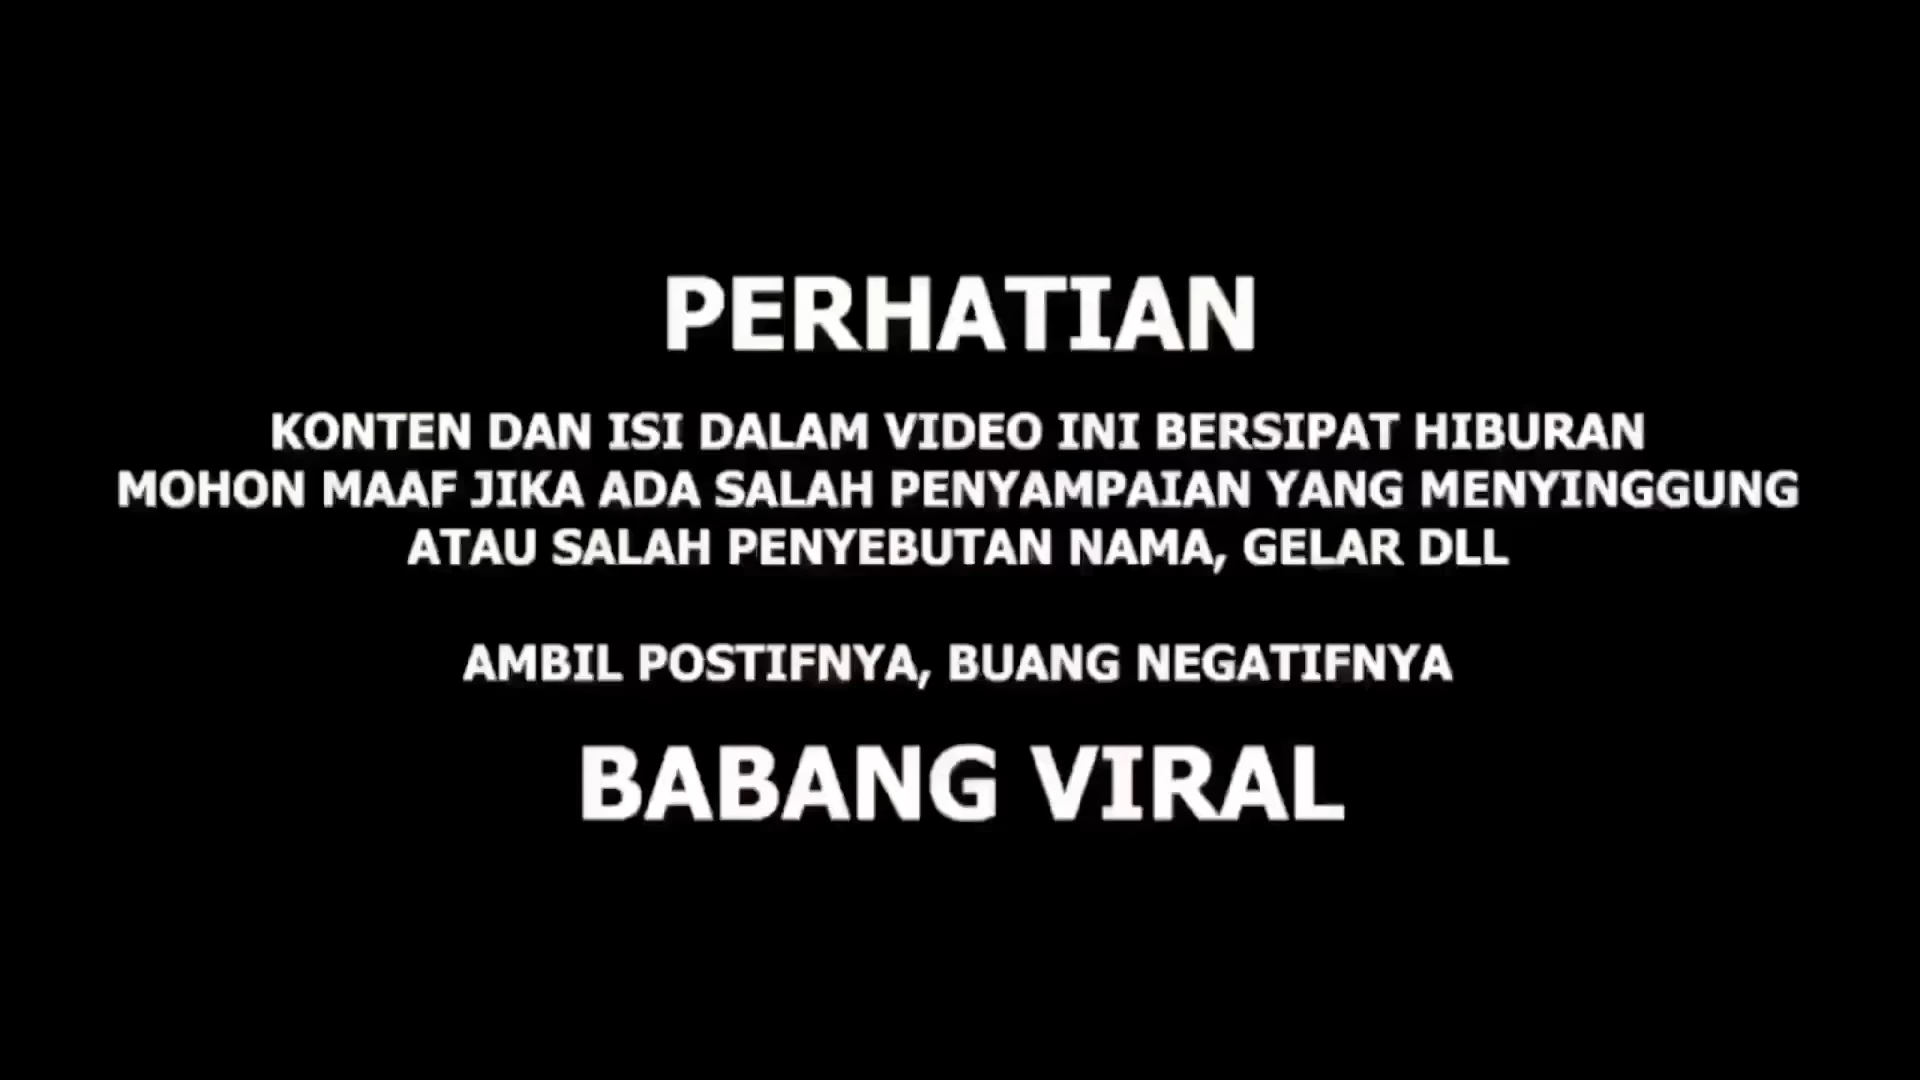 PERHATIAN
KONTEN DAN ISI DALAM VIDEO INI BERSIPAT HIBURAN
MOHON MAAF JIKA ADA SALAH PENYAMPAIAN YANG MENYINGGUNG
ATAU SALAH PENYEBUTAN NAMA, GELAR DLL
AMBIL POSTIFNYA, BUANG NEGATIFNYA
BABANG VIRAL